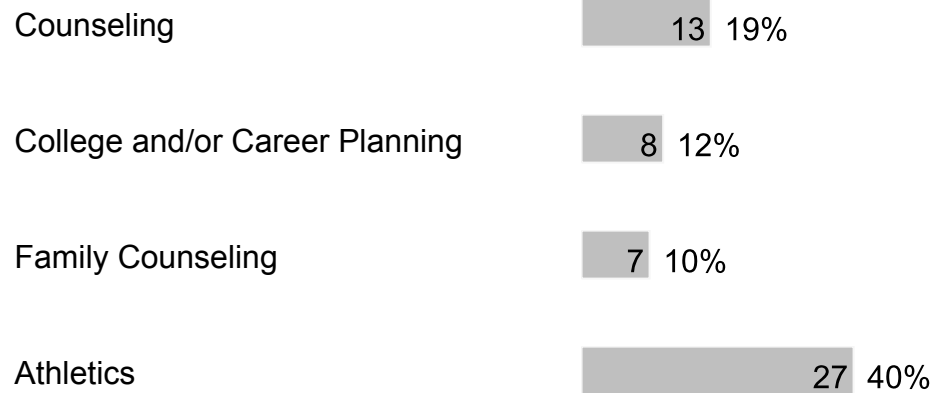 Counseling 13 19%
College and/or Career Planning 8 12%
Family Counseling 7 10%
Athletics 27 40%